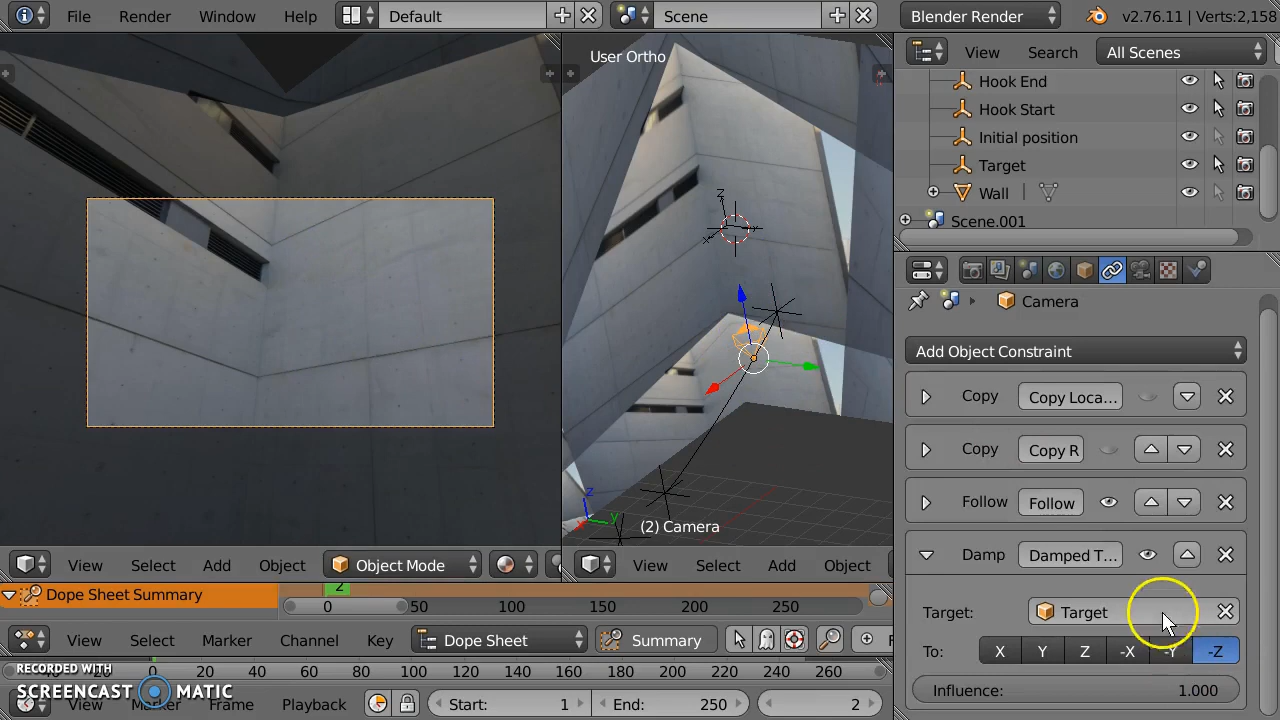 File Render Window Help Default Scene Blender Render v2.76.11 | Verts:2,158
User Ortho
View Search All Scenes
Hook End
Hook Start
Initial position
Target
Wall
Scene.001
Camera
Add Object Constraint
Copy Copy Loca...
Copy Copy R
Follow Follow
Damp Damped T...
Target: Target
To: X Y Z -X -Y -Z
Influence: 1.000
z
z
y
x
(2) Camera
View Select Add Object Object Mode
View Select Add Object
Dope Sheet Summary
2
0 50 100 150 200 250
View Select Marker Channel Key Dope Sheet Summary
20 40 60 80 100 120 140 160 180 200 220 240 260
View Marker Frame Playback Start: 1 End: 250 2
RECORDED WITH
SCREENCAST MATIC